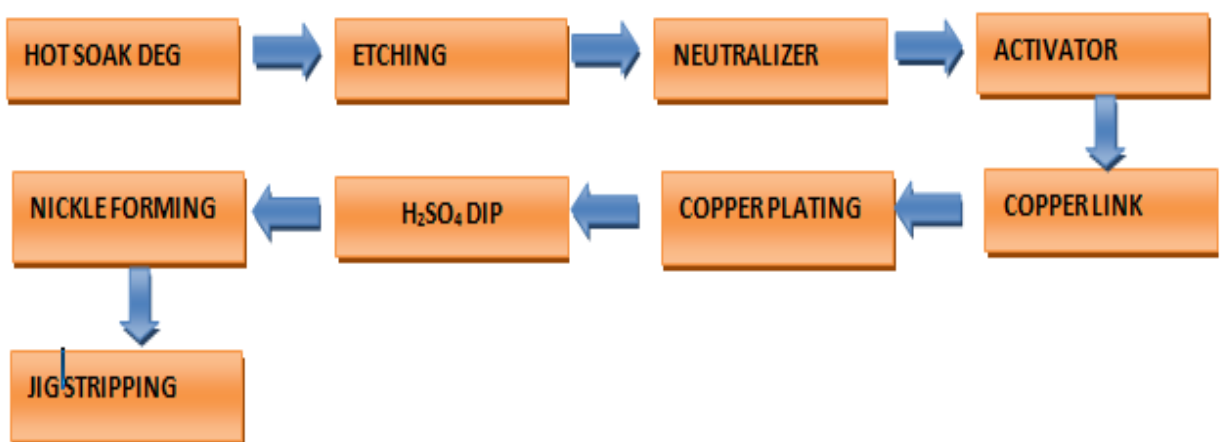 HOT SOAK DEG
ETCHING
NEUTRALIZER
ACTIVATOR
COPPER LINK
COPPER PLATING
H₂SO₄ DIP
NICKLE FORMING
JIG STRIPPING